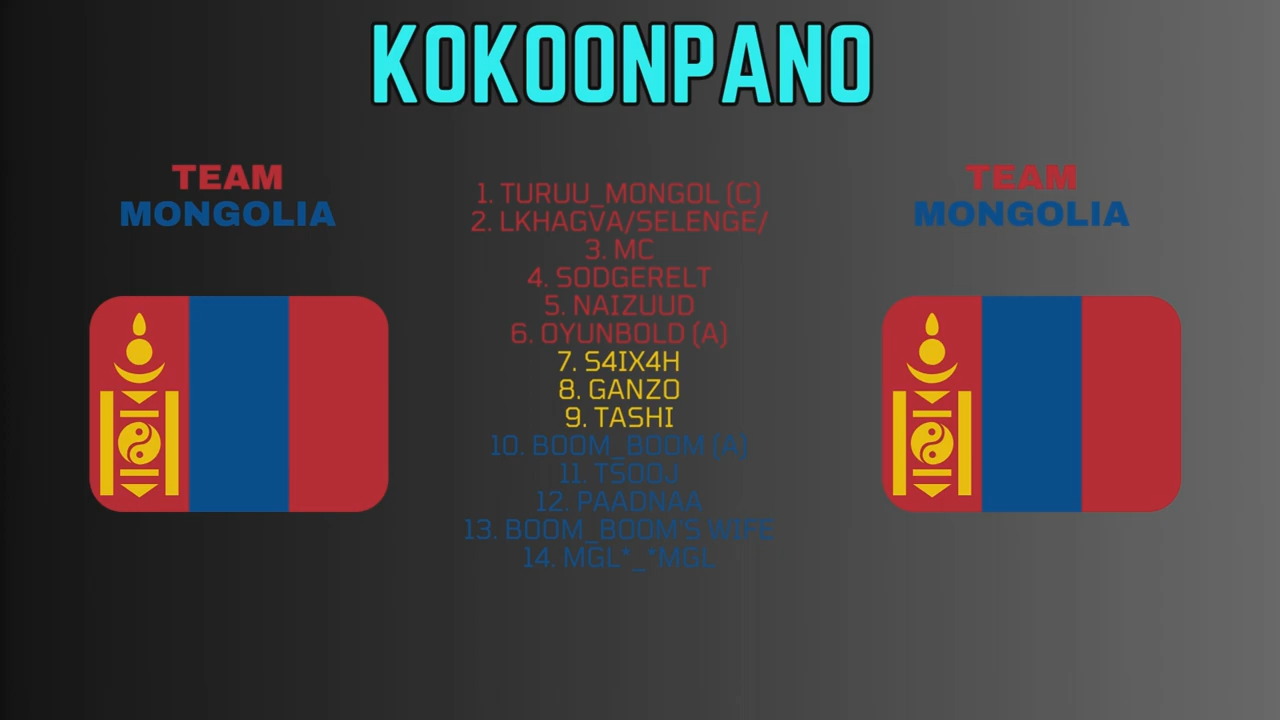 KOKOONPANO
TEAM
MONGOLIA
1. TURUU_MONGOL (C)
2. LKHAGVA/SELENGE/
3. MC
4. SODGERELT
5. NAIZUUD
6. OYUNBOLD (A)
7. S4IX4H
8. GANZO
9. TASHI
10. BOOM_BOOM (A)
11. TSOOJ
12. PAADNAA
13. BOOM_BOOM'S WIFE
14. MGL*_*MGL
TEAM
MONGOLIA